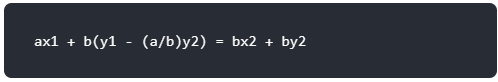 ax1 + b(y1 - (a/b)y2) = bx2 + by2